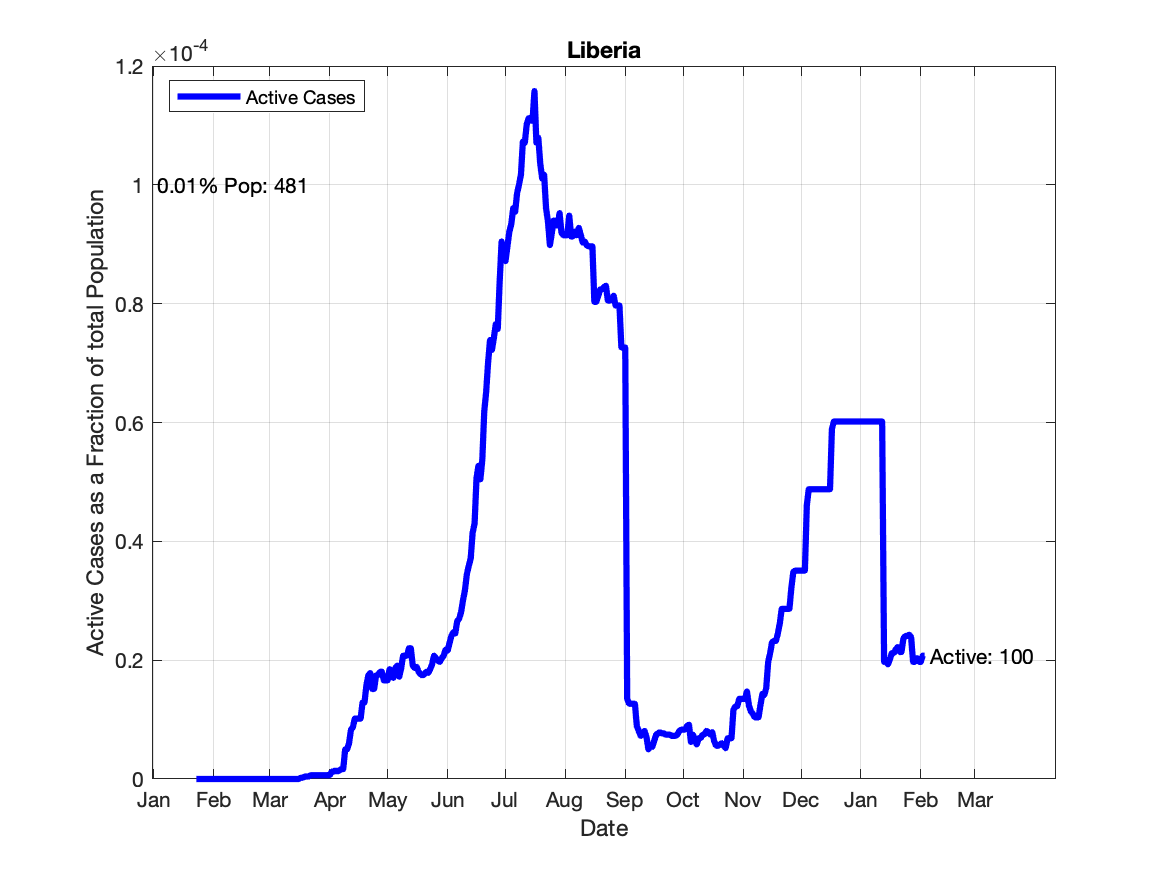 Liberia
×10-4
1.2
Active Cases
1
0.01% Pop: 481
0.8
0.6
0.4
0.2
Active: 100
0
Jan Feb Mar Apr May Jun Jul Aug Sep Oct Nov Dec Jan Feb Mar
Date
Active Cases as a Fraction of total Population